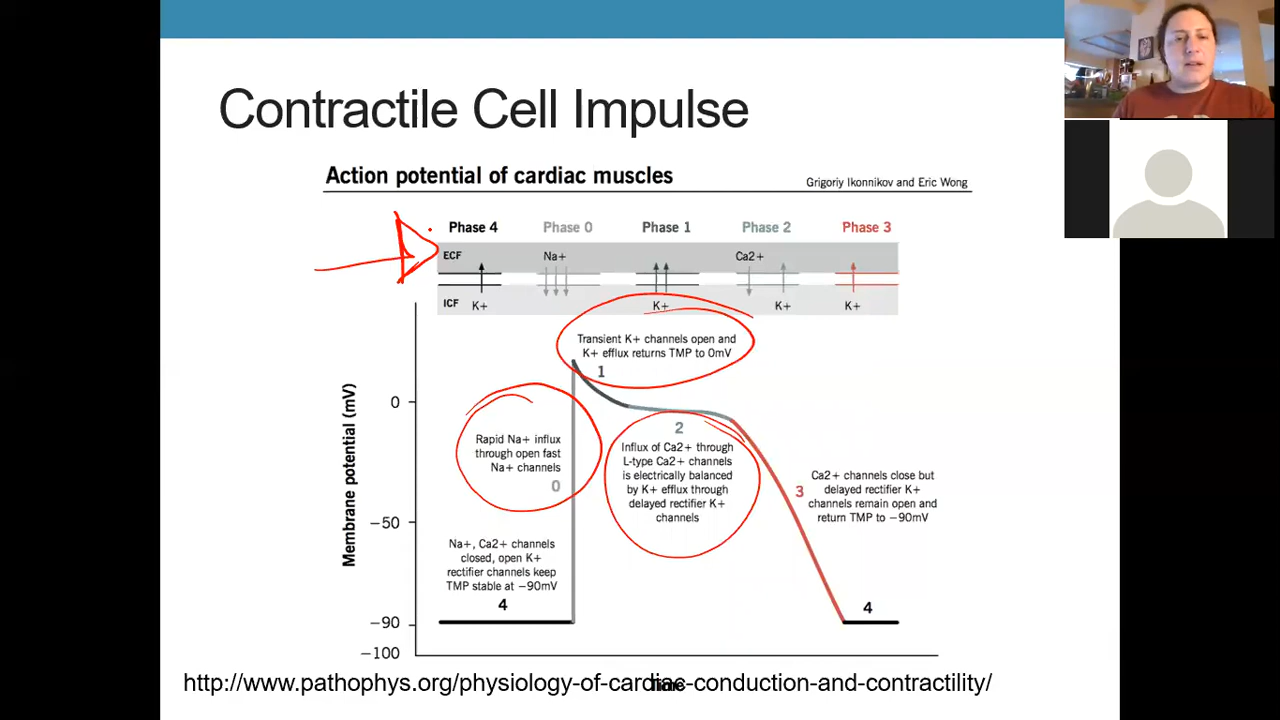 Contractile Cell Impulse
Action potential of cardiac muscles
Grigoriy Ikonnikov and Eric Wong
Phase 4 Phase 0 Phase 1 Phase 2 Phase 3
ECF Na+ Ca2+
ICF K+ K+ K+ K+
Transient K+ channels open and
K+ efflux returns TMP to 0mV
1
Membrane potential (mV)
0
−50
−90
−100
Rapid Na+ influx
through open fast
Na+ channels
0
2
Influx of Ca2+ through
L-type Ca2+ channels
is electrically balanced
by K+ efflux through
delayed rectifier K+
channels
3
Ca2+ channels close but
delayed rectifier K+
channels remain open and
return TMP to −90mV
Na+, Ca2+ channels
closed, open K+
rectifier channels keep
TMP stable at −90mV
4
4
http://www.pathophys.org/physiology-of-cardiac-conduction-and-contractility/